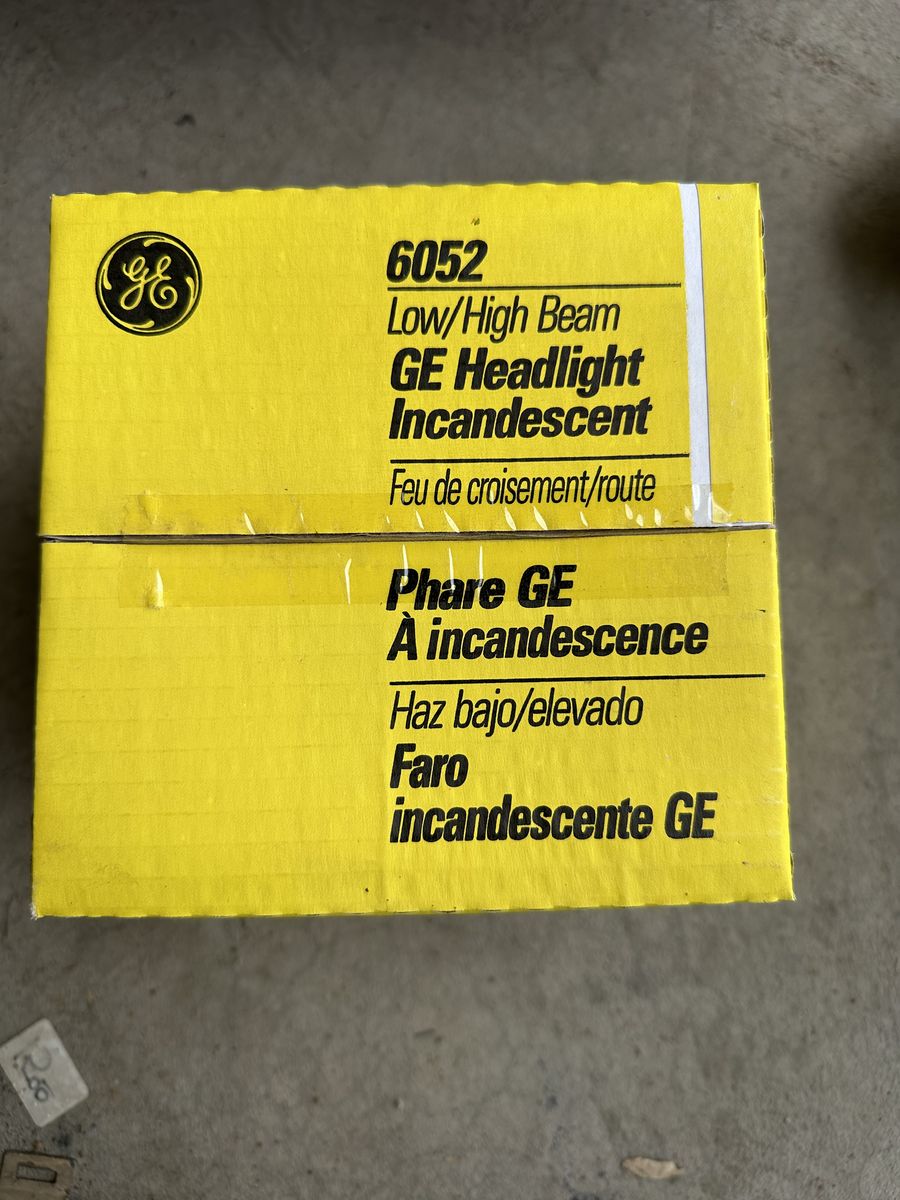 GE
6052
Low/High Beam
GE Headlight
Incandescent
Feu de croisement/route
Phare GE
À incandescence
Haz bajo/elevado
Faro
incandescente GE